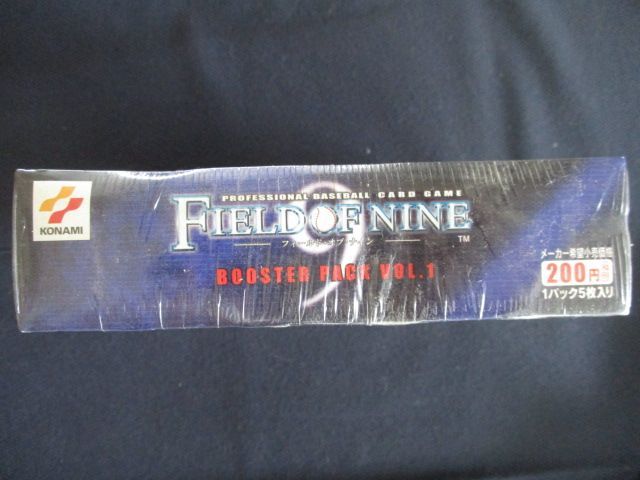 KONAMI
PROFESSIONAL BASEBALL CARD GAME
FIELD OF NINE
TM
フィールド・オブ・ナイン
BOOSTER PACK VOL.1
メーカー希望小売価格
200円
1パック5枚入り